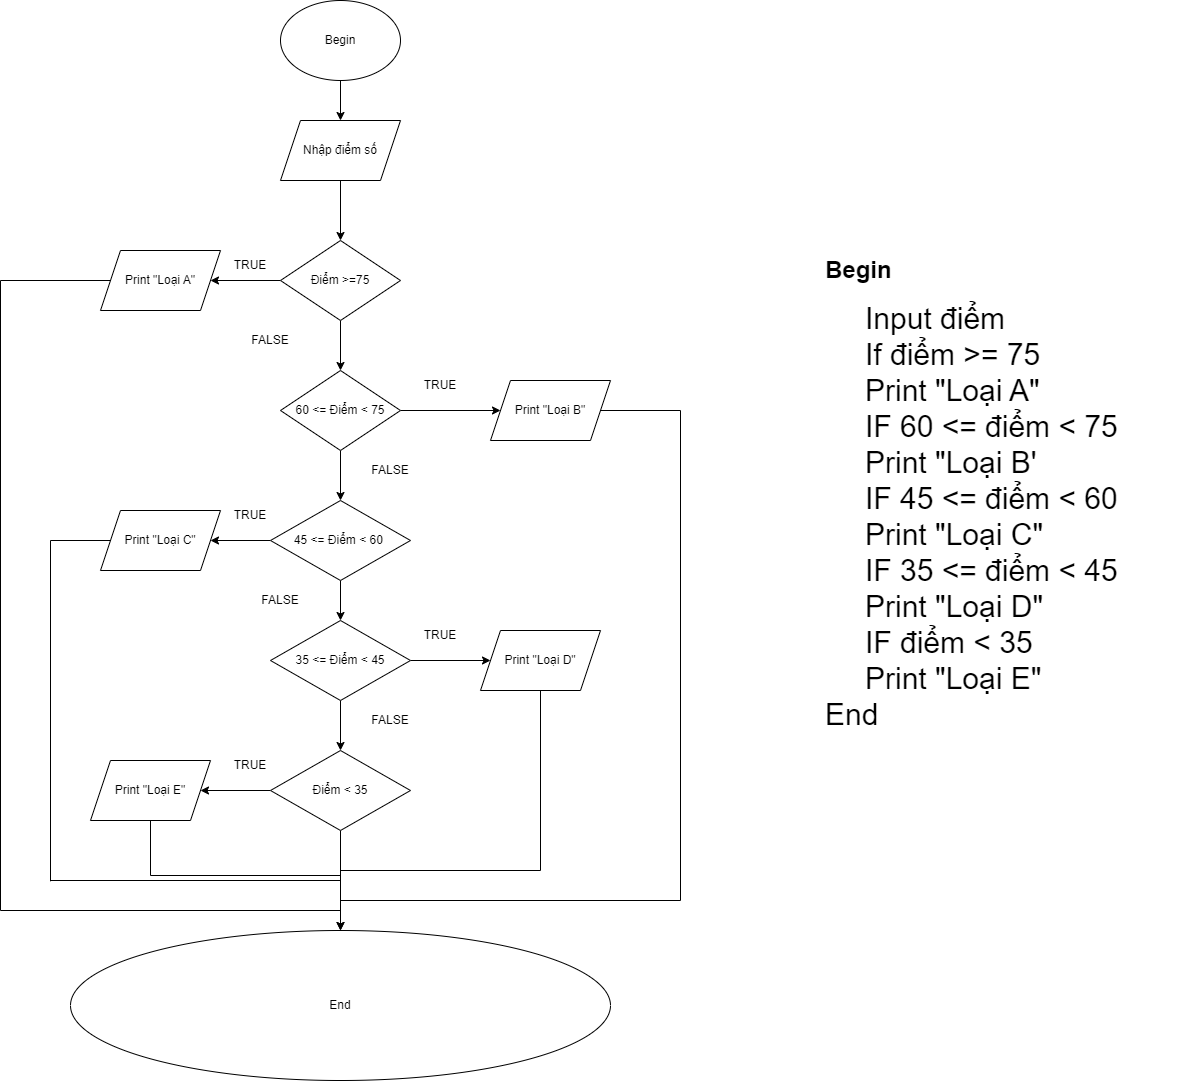 Begin
Nhập điểm số
Điểm >=75
TRUE
Print "Loại A"
FALSE
60 <= Điểm < 75
TRUE
Print "Loại B"
FALSE
45 <= Điểm < 60
TRUE
Print "Loại C"
FALSE
35 <= Điểm < 45
TRUE
Print "Loại D"
FALSE
Điểm < 35
TRUE
Print "Loại E"
End
Begin
Input điểm
If điểm >= 75
Print "Loại A"
IF 60 <= điểm < 75
Print "Loại B'
IF 45 <= điểm < 60
Print "Loại C"
IF 35 <= điểm < 45
Print "Loại D"
IF điểm < 35
Print "Loại E"
End